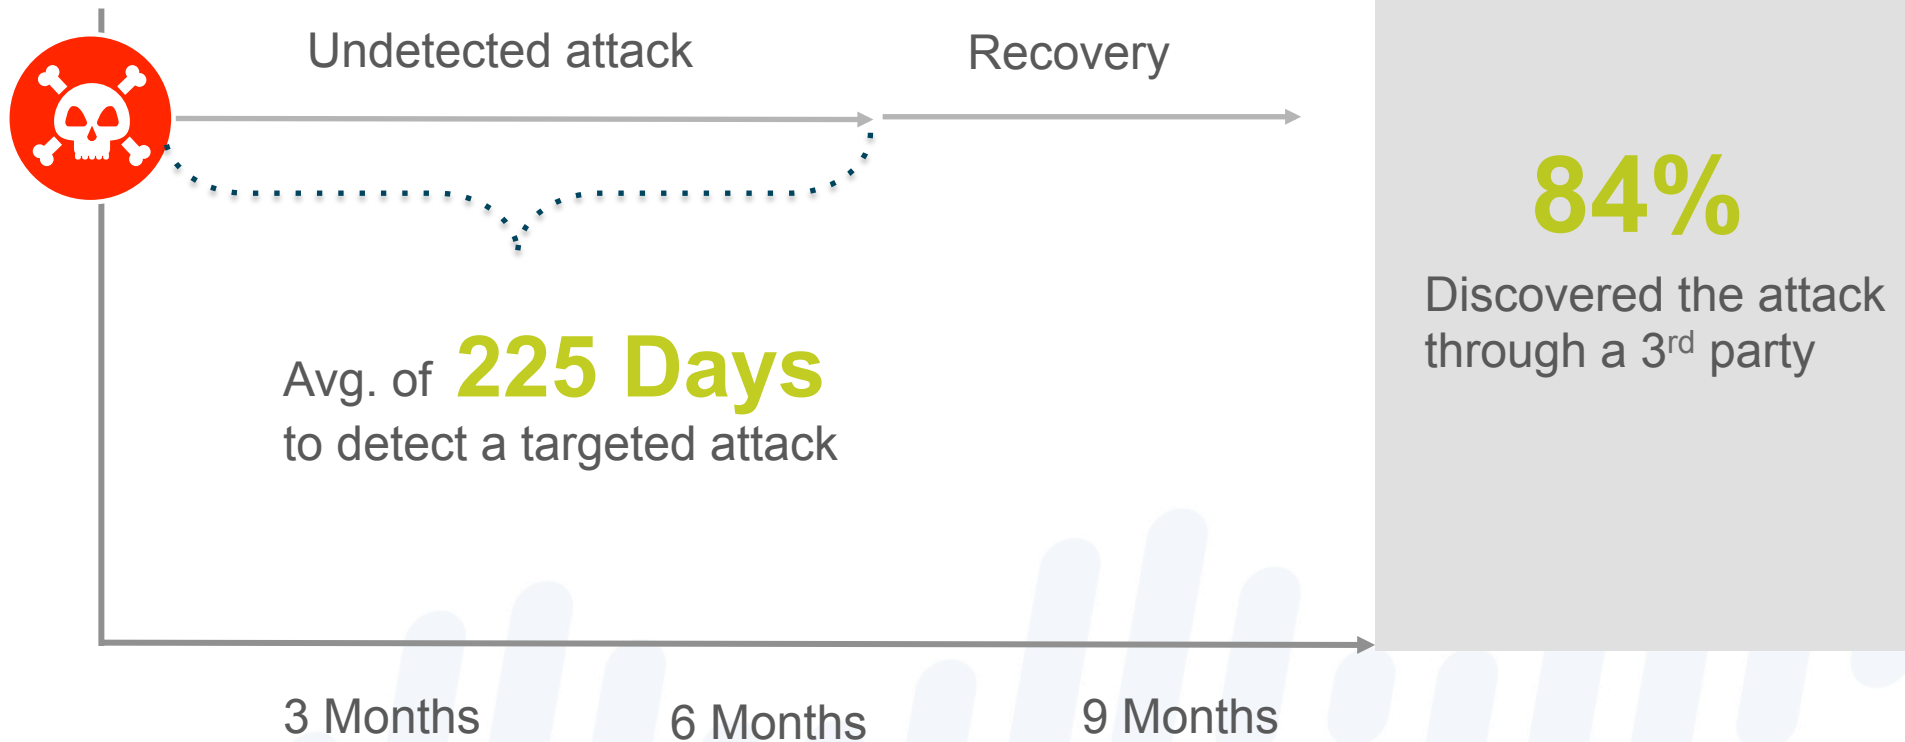 Undetected attack
Recovery
84%
Discovered the attack
through a 3rd party
Avg. of 225 Days
to detect a targeted attack
3 Months
6 Months
9 Months